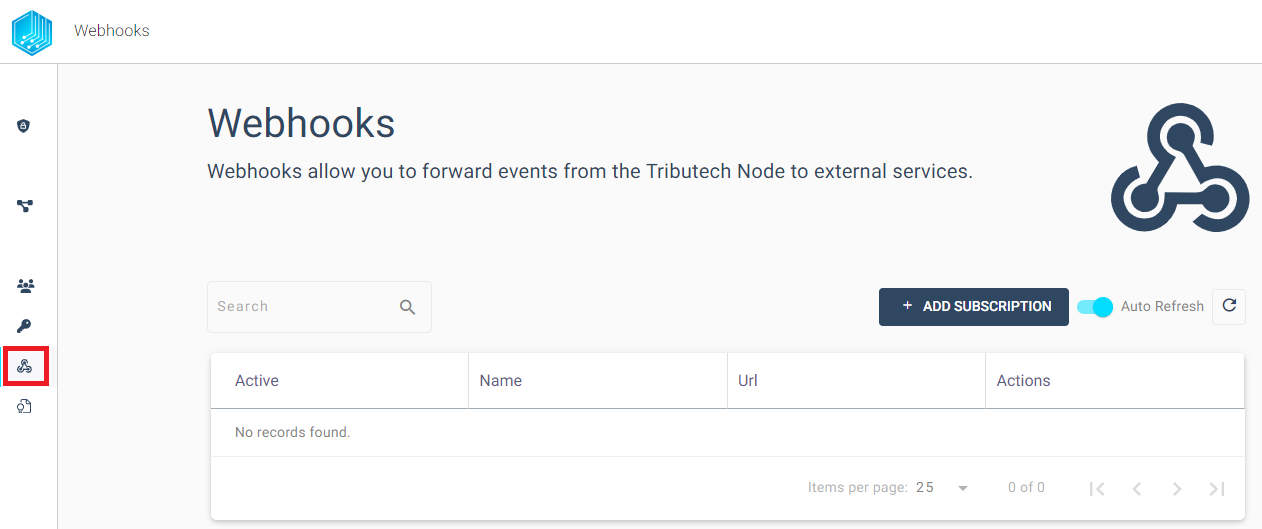 Webhooks
Webhooks
Webhooks allow you to forward events from the Tributech Node to external services.
Search
+ ADD SUBSCRIPTION
Auto Refresh
Active Name Url Actions
No records found.
Items per page: 25 0 of 0